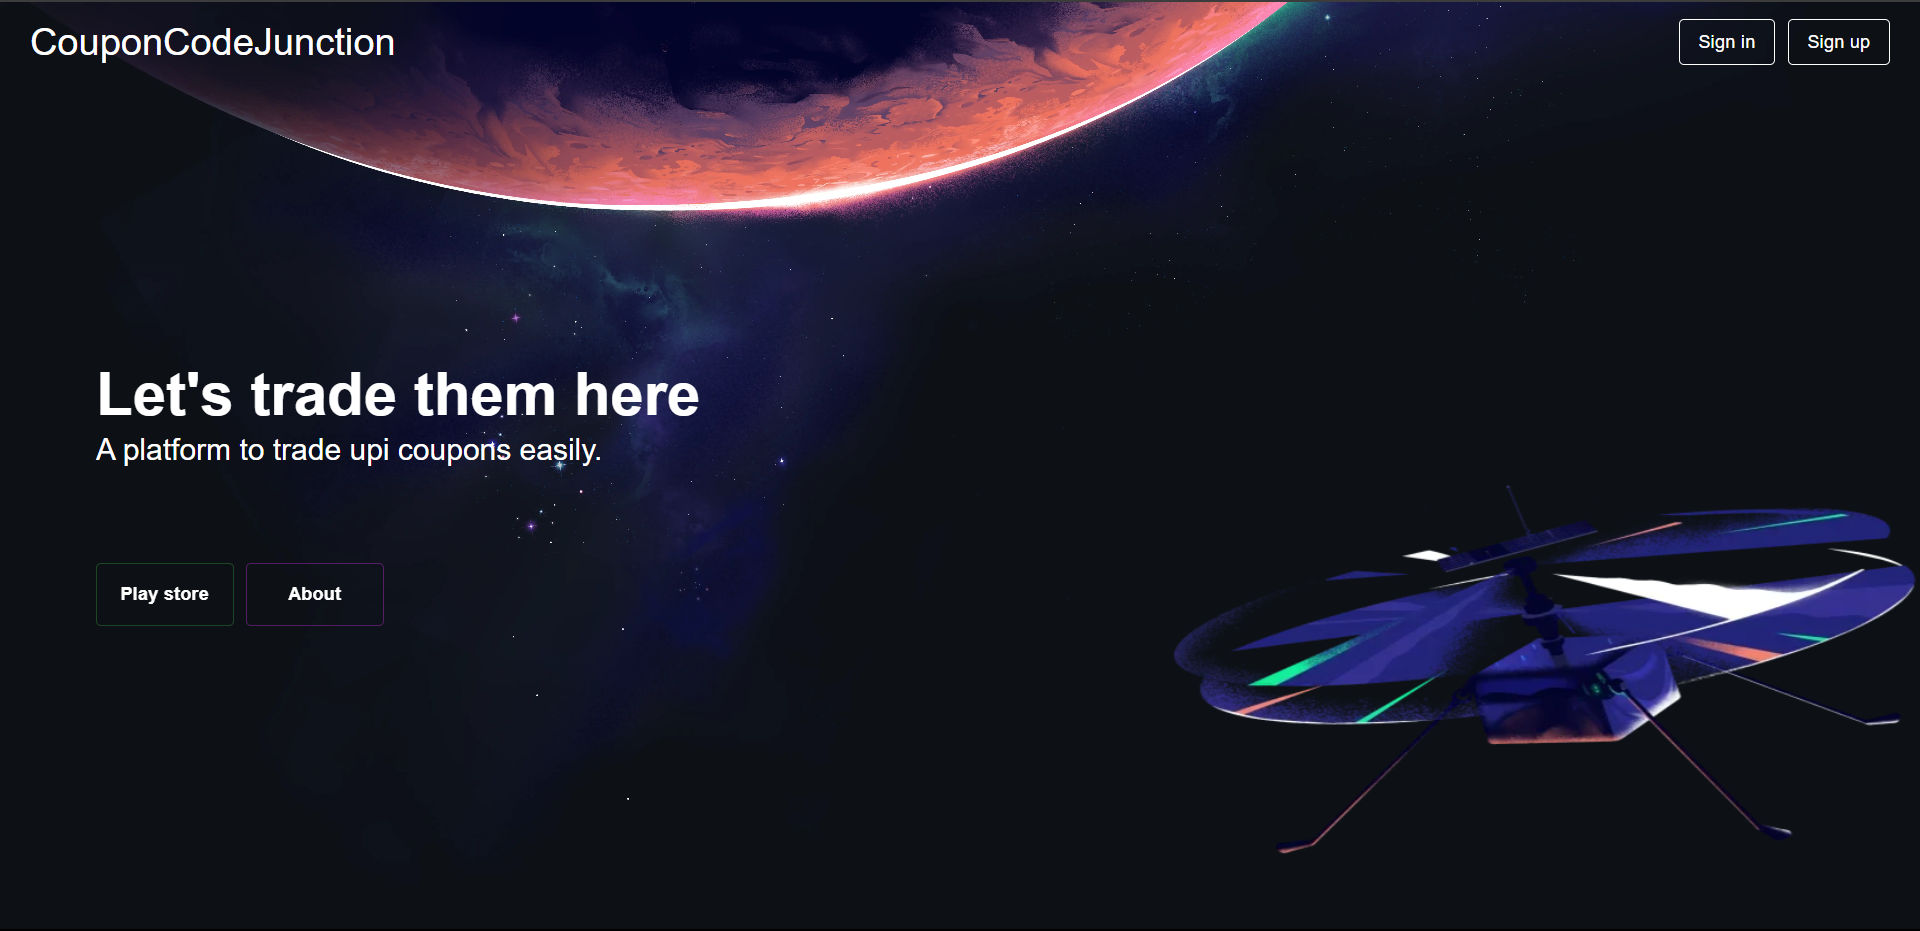 CouponCodeJunction
Sign in
Sign up
Let's trade them here
A platform to trade upi coupons easily.
Play store
About